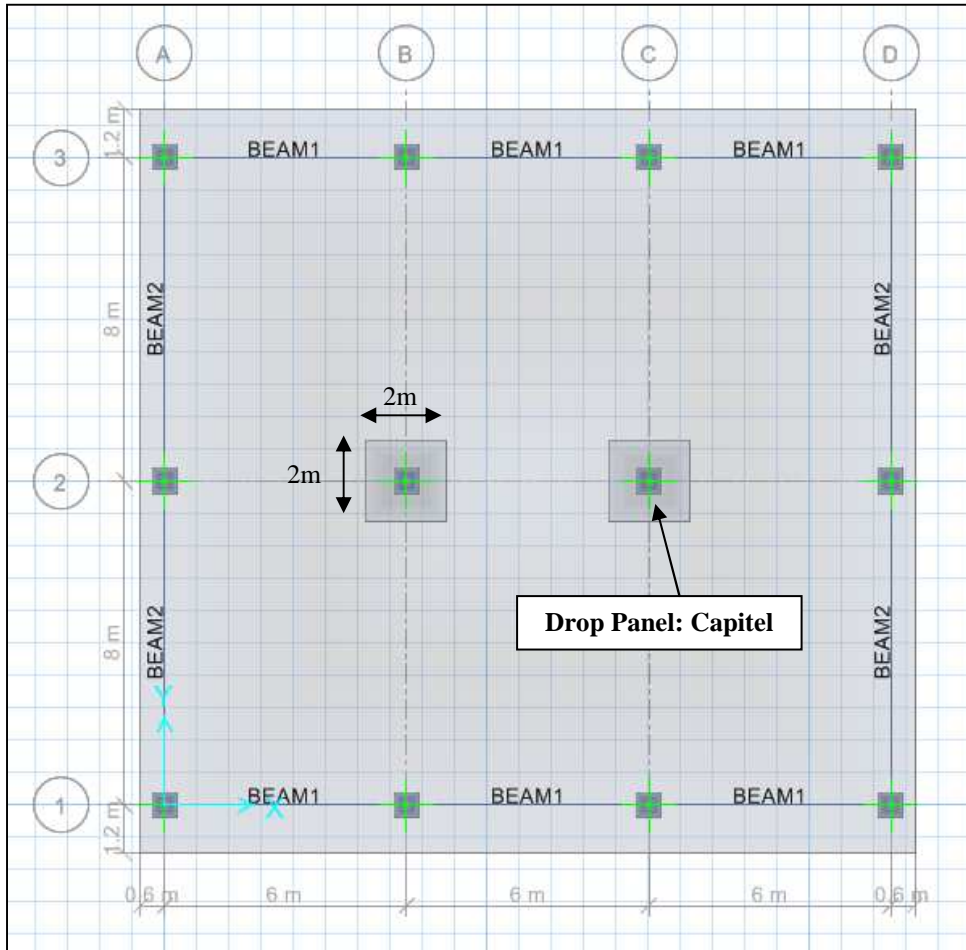 A B C D
1.2 m
3 BEAM1 BEAM1 BEAM1
BEAM2 BEAM2
8 m
2m
2
2m
Drop Panel: Capitel
BEAM2 BEAM2
8 m
Y
1 BEAM1 BEAM1 BEAM1
X
1.2 m
0.6 m 6 m 6 m 6 m 0.6 m